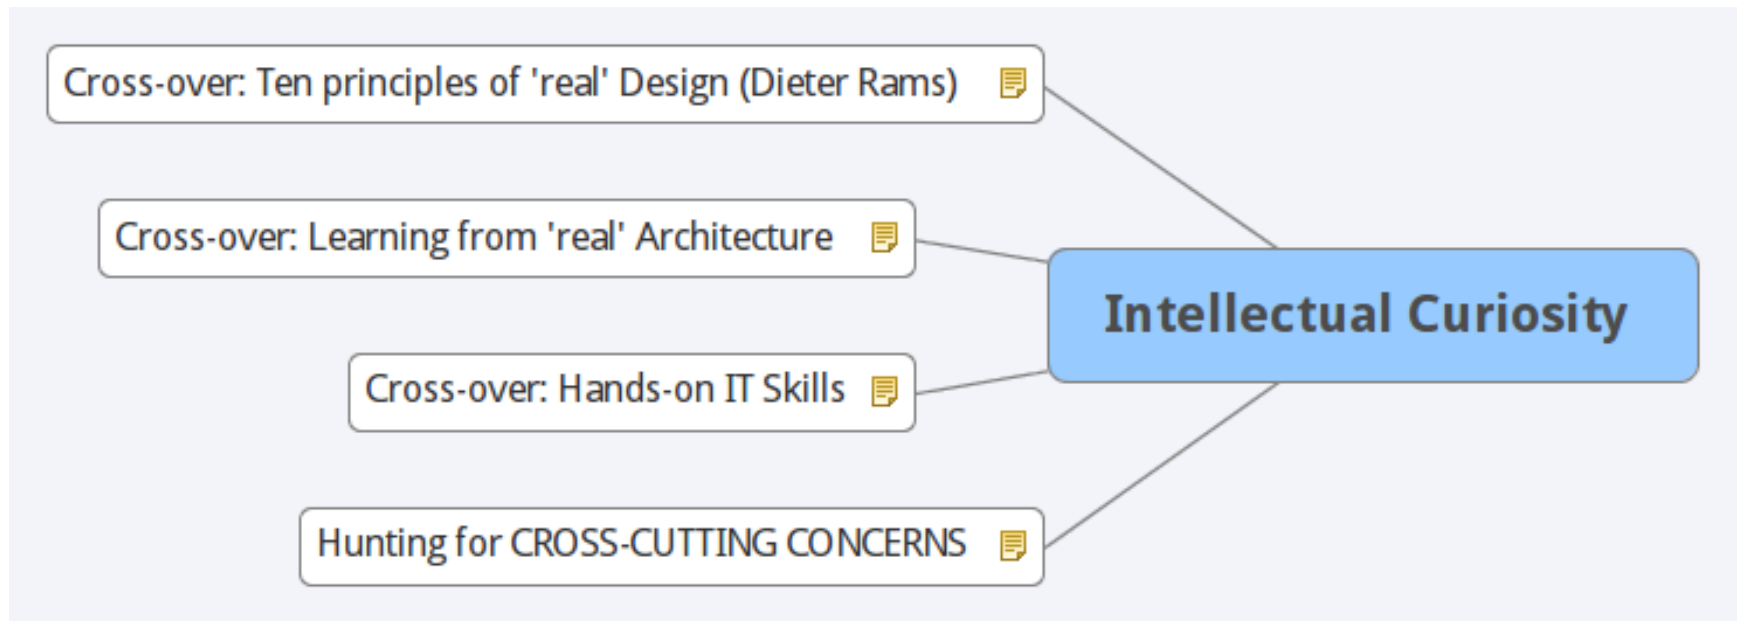 Cross-over: Ten principles of 'real' Design (Dieter Rams)
Cross-over: Learning from 'real' Architecture
Intellectual Curiosity
Cross-over: Hands-on IT Skills
Hunting for CROSS-CUTTING CONCERNS